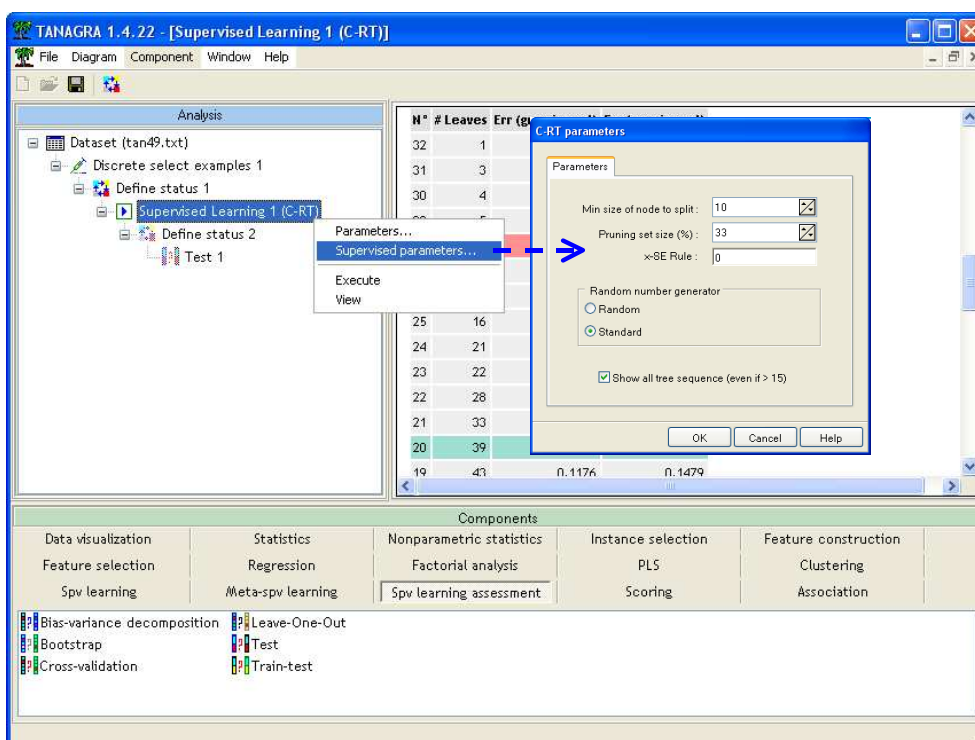 TANAGRA 1.4.22 - [Supervised Learning 1 (C-RT)]
File Diagram Component Window Help
Analysis
Dataset (tan49.txt)
Discrete select examples 1
Define status 1
Supervised Learning 1 (C-RT)
Define status 2
Test 1
Parameters...
Supervised parameters...
Execute
View
N° # Leaves Err
32 1
31 3
30 4
25 16
24 21
23 22
22 28
21 33
20 39
19 43 0.1176 0.1479
C-RT parameters
Parameters
Min size of node to split : 10
Pruning set size (%) : 33
x-SE Rule : 0
Random number generator
Random
Standard
Show all tree sequence (even if > 15)
OK Cancel Help
Components
Data visualization Statistics Nonparametric statistics Instance selection Feature construction
Feature selection Regression Factorial analysis PLS Clustering
Spv learning Meta-spv learning Spv learning assessment Scoring Association
Bias-variance decomposition Leave-One-Out
Bootstrap Test
Cross-validation Train-test